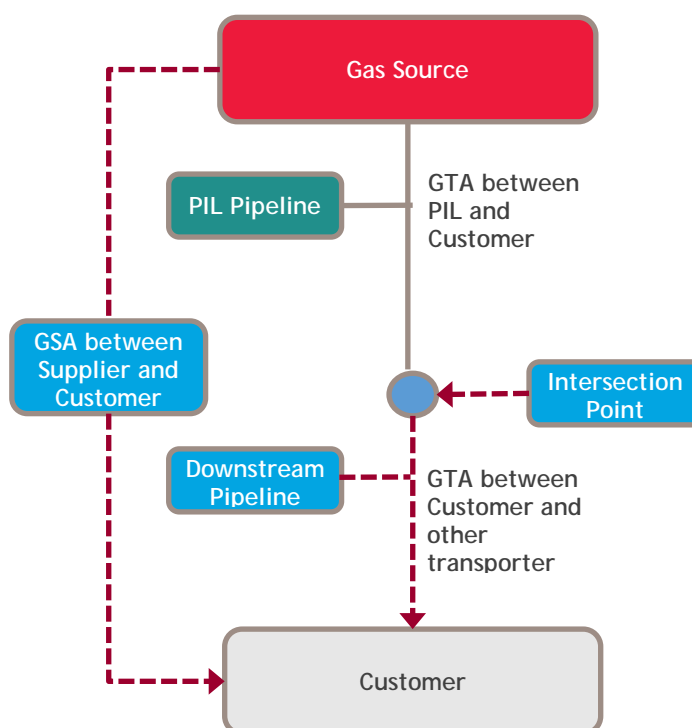 Gas Source
PIL Pipeline
GTA between
PIL and
Customer
GSA between
Supplier and
Customer
Intersection
Point
Downstream
Pipeline
GTA between
Customer and
other
transporter
Customer